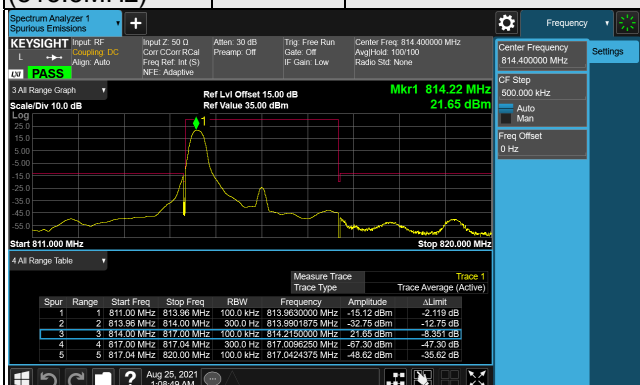 Spectrum Analyzer 1
Spurious Emissions
Frequency
KEYSIGHT
L
LXI
PASS
Input: RF
Coupling: DC
Align: Auto
Input Z: 50 Ω
Corr CCorr RCal
Freq Ref: Int (S)
NFE: Adaptive
Atten: 30 dB
Preamp: Off
Trig: Free Run
Gate: Off
IF Gain: Low
Center Freq: 814.400000 MHz
Avg|Hold: 100/100
Radio Std: None
Center Frequency
814.400000 MHz
Settings
CF Step
500.000 kHz
Auto
Man
Freq Offset
0 Hz
3 All Range Graph
Scale/Div 10.0 dB
Ref Lvl Offset 15.00 dB
Ref Value 35.00 dBm
Mkr1 814.22 MHz
21.65 dBm
Log
25.0
15.0
5.00
-5.00
-15.0
-25.0
-35.0
-45.0
-55.0
1
Start 811.000 MHz
Stop 820.000 MHz
4 All Range Table
Measure Trace Trace 1
Trace Type Trace Average (Active)
Spur Range Start Freq Stop Freq RBW Frequency Amplitude ΔLimit
1 1 811.00 MHz 813.96 MHz 100.0 kHz 813.9630000 MHz -15.12 dBm -2.119 dB
2 2 813.96 MHz 814.00 MHz 300.0 Hz 813.9901875 MHz -32.75 dBm -12.75 dB
3 3 814.00 MHz 817.00 MHz 100.0 kHz 814.2150000 MHz 21.65 dBm -8.351 dB
4 4 817.00 MHz 817.04 MHz 300.0 Hz 817.0096250 MHz -67.30 dBm -47.30 dB
5 5 817.04 MHz 820.00 MHz 100.0 kHz 817.0424375 MHz -48.62 dBm -35.62 dB
?
Aug 25, 2021
1:08:49 AM